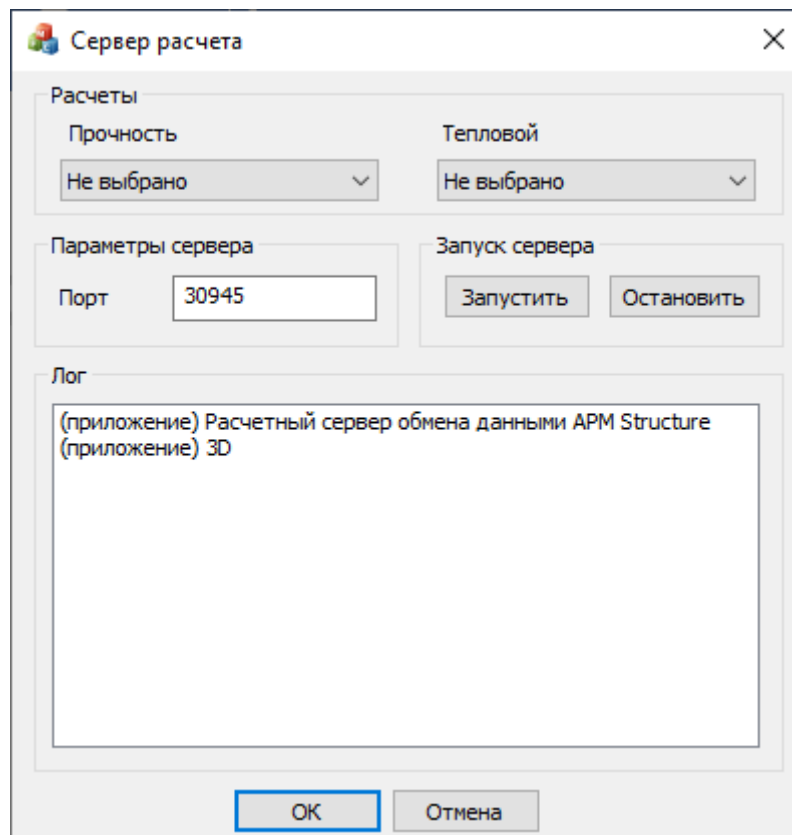 Сервер расчета
Расчеты
Прочность
Тепловой
Не выбрано
Не выбрано
Параметры сервера
Запуск сервера
Порт
30945
Запустить
Остановить
Лог
(приложение) Расчетный сервер обмена данными APM Structure
(приложение) 3D
ОК
Отмена